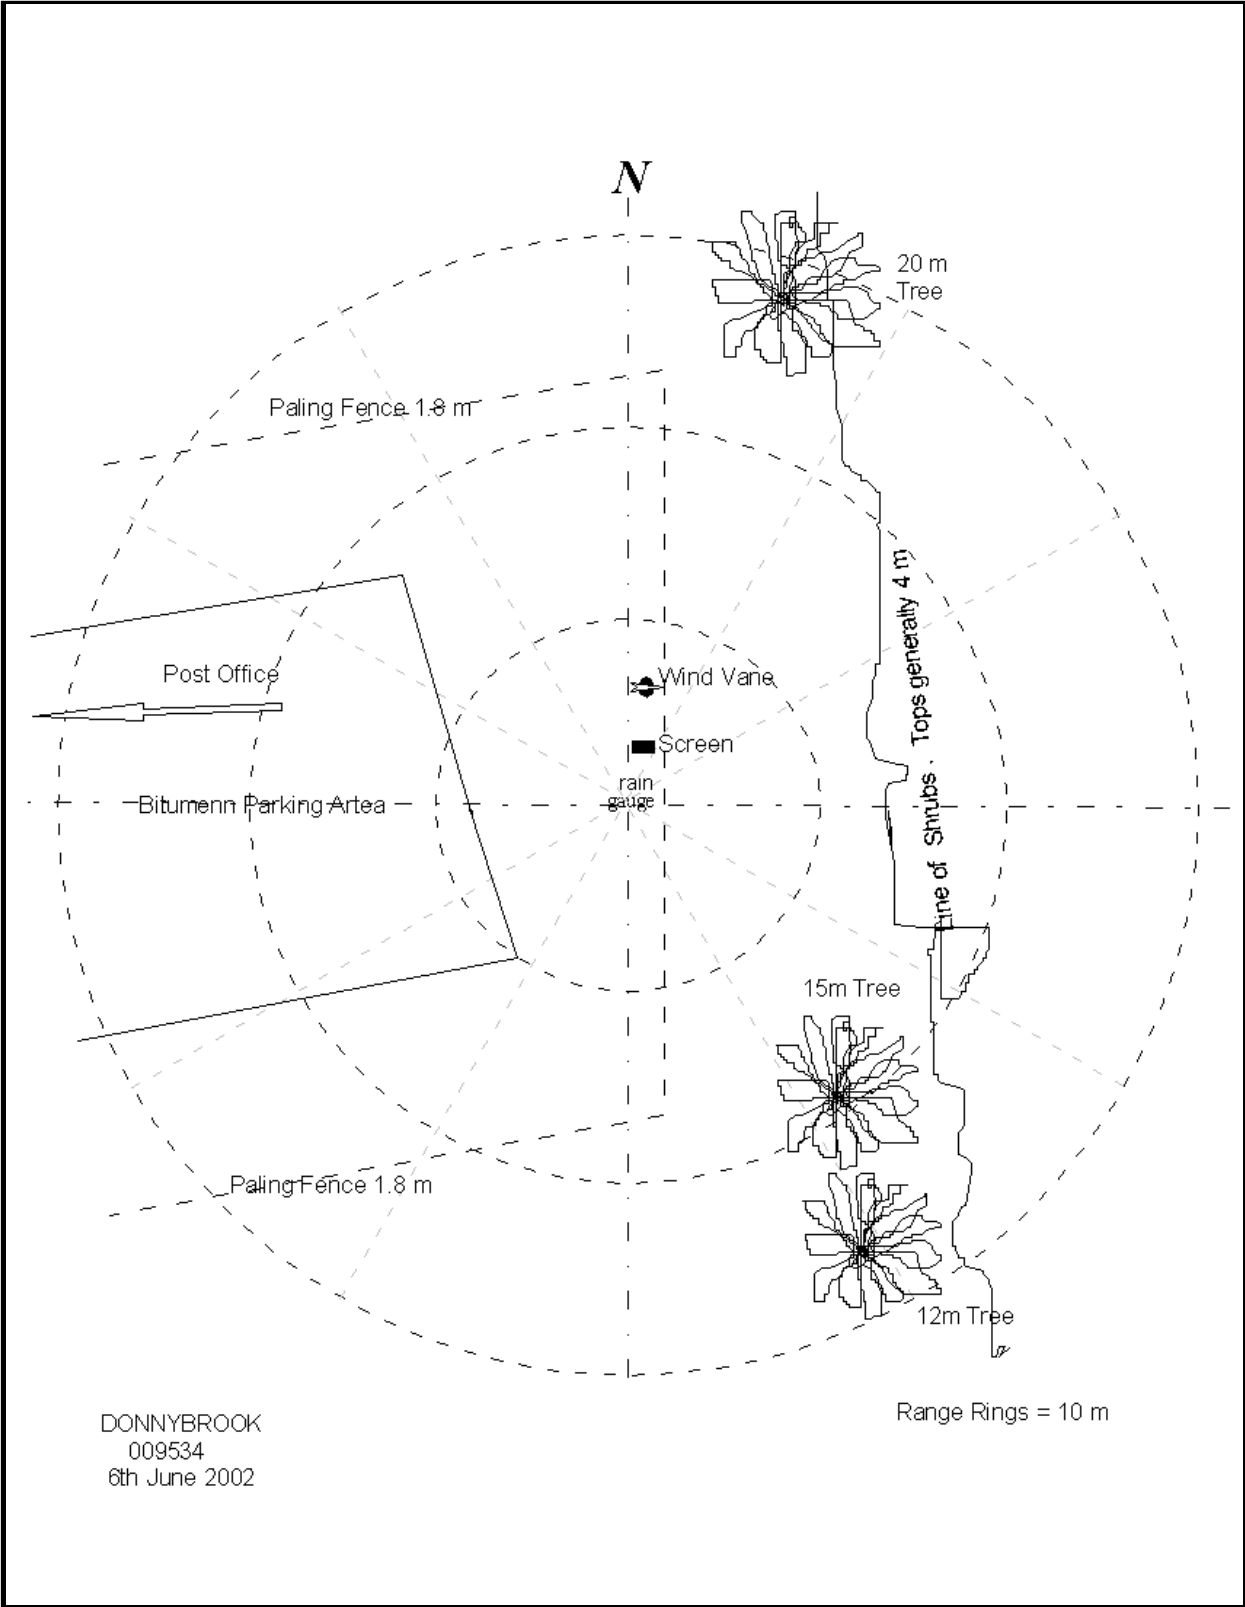 N
20 m
Tree
Paling Fence 1.8 m
Line of Shrubs . Tops generally 4 m
Post Office
Wind Vane
Screen
rain
gauge
Bitumenn Parking Artea
15m Tree
Paling Fence 1.8 m
12m Tree
Range Rings = 10 m
DONNYBROOK
009534
6th June 2002